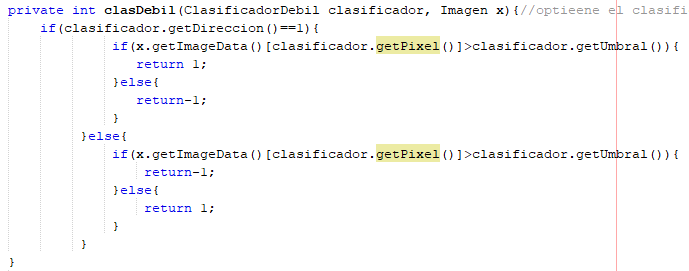 private int clasDebil(ClasificadorDebil clasificador, Imagen x){//optieene el clasifi
if(clasificador.getDireccion()==1){
if(x.getImageData()[clasificador.getPixel()]>clasificador.getUmbral()){
return 1;
}else{
return-1;
}
}else{
if(x.getImageData()[clasificador.getPixel()]>clasificador.getUmbral()){
return-1;
}else{
return 1;
}
}
}